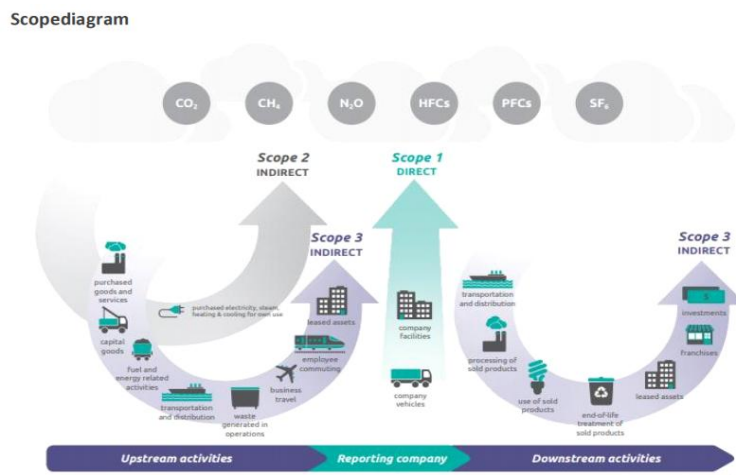 Scopediagram
CO₂
CH₄
N₂O
HFCs
PFCs
SF₆
Scope 2
INDIRECT
Scope 1
DIRECT
Scope 3
INDIRECT
Scope 3
INDIRECT
purchased
goods and
services
capital
goods
fuel and
energy related
activities
purchased electricity, steam,
heating & cooling for own use
transportation
and distribution
waste
generated in
operations
business
travel
employee
commuting
leased assets
company
facilities
company
vehicles
transportation
and distribution
processing of
sold products
use of sold
products
end-of-life
treatment of
sold products
leased assets
franchises
$
investments
Upstream activities
Reporting company
Downstream activities